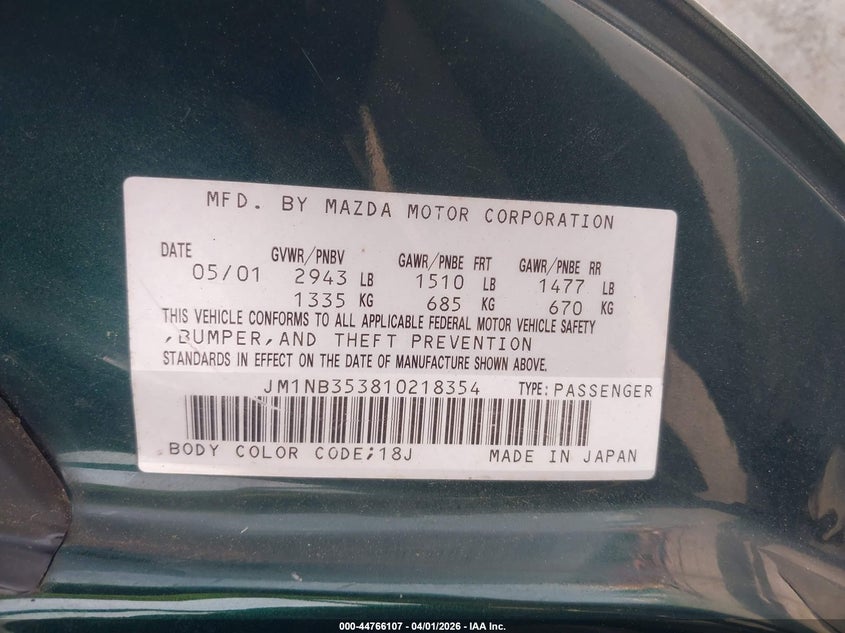 MFD. BY MAZDA MOTOR CORPORATION
DATE GVWR/PNBV GAWR/PNBE FRT GAWR/PNBE RR
05/01 2943 LB 1510 LB 1477 LB
1335 KG 685 KG 670 KG
THIS VEHICLE CONFORMS TO ALL APPLICABLE FEDERAL MOTOR VEHICLE SAFETY
,BUMPER,AND THEFT PREVENTION
STANDARDS IN EFFECT ON THE DATE OF MANUFACTURE SHOWN ABOVE.
JM1NB353810218354 TYPE:PASSENGER
BODY COLOR CODE;18J MADE IN JAPAN
000-44766107 - 04/01/2026 - IAA Inc.